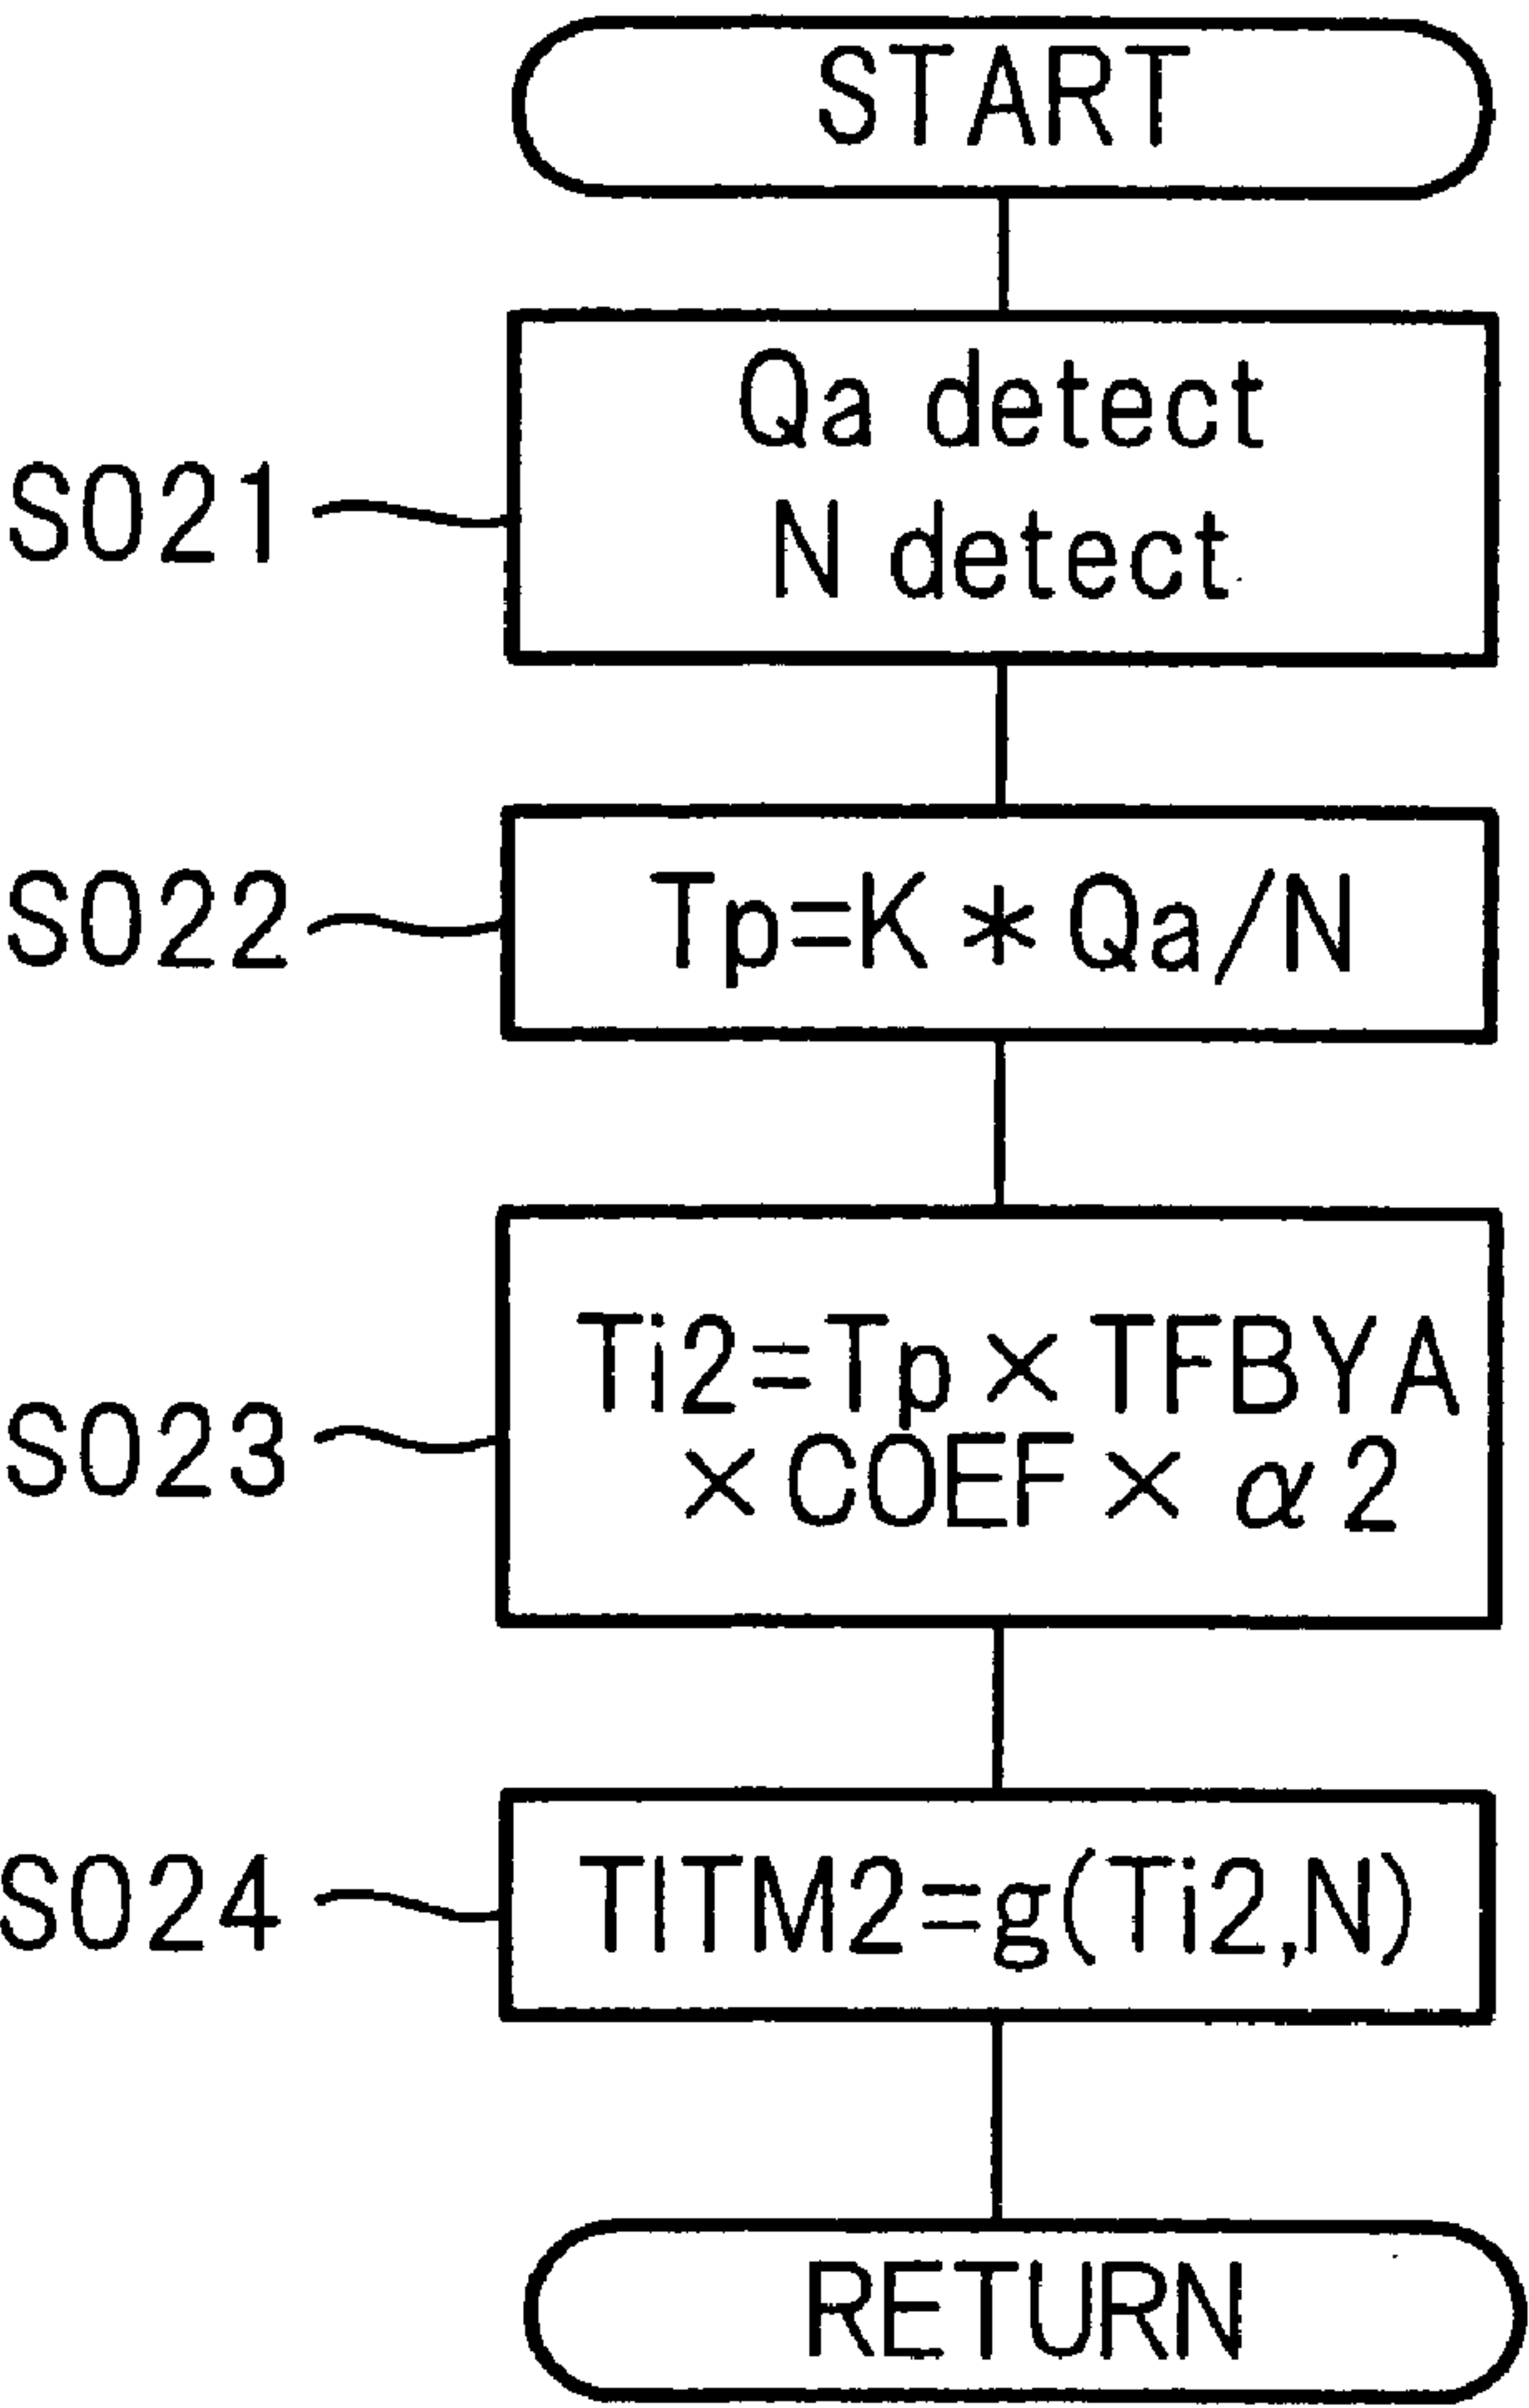 START
Qa detect
N detect
S021
S022
Tp=K * Qa/N
Ti2=Tp×TFBYA
×COEF×α2
S023
S024
TITM2=g(Ti2,N)
RETURN